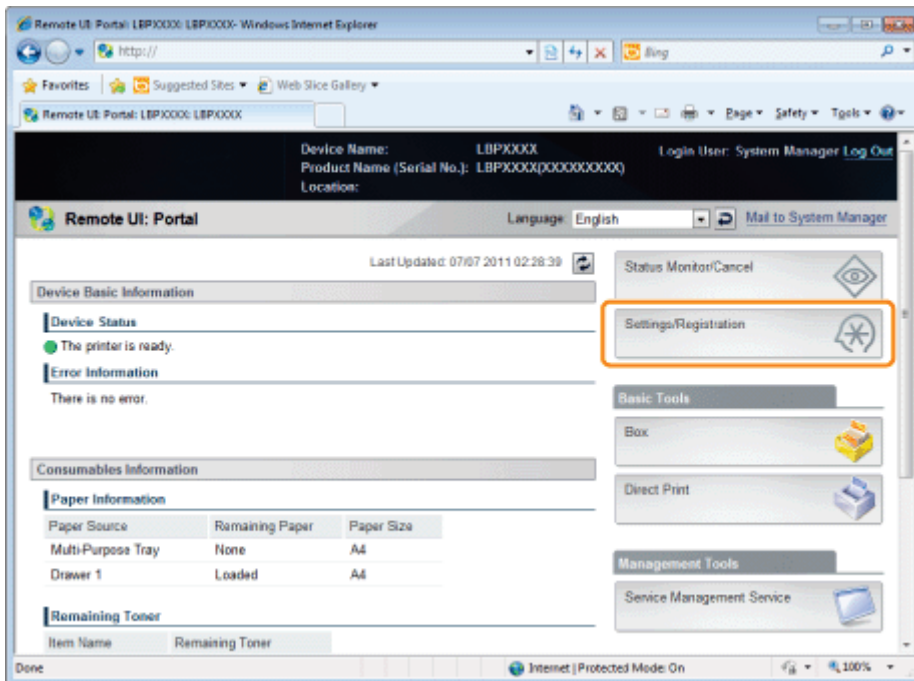 Remote UI: Portal: LBPXXXX: LBPXXXX- Windows Internet Explorer
http://
Bing
Favorites Suggested Sites Web Slice Gallery
Remote UI: Portal: LBPXXXX: LBPXXXX Page Safety Tools
Device Name: LBPXXXX
Product Name (Serial No.): LBPXXXX(XXXXXXXXXX)
Location:
Login User: System Manager Log Out
Remote UI: Portal Language English Mail to System Manager
Last Updated: 07/07 2011 02:28:39
Device Basic Information
Device Status
The printer is ready.
Error Information
There is no error.
Consumables Information
Paper Information
Paper Source Remaining Paper Paper Size
Multi-Purpose Tray None A4
Drawer 1 Loaded A4
Remaining Toner
Item Name Remaining Toner
Status Monitor/Cancel
Settings/Registration
Basic Tools
Box
Direct Print
Management Tools
Service Management Service
Done Internet | Protected Mode: On 100%